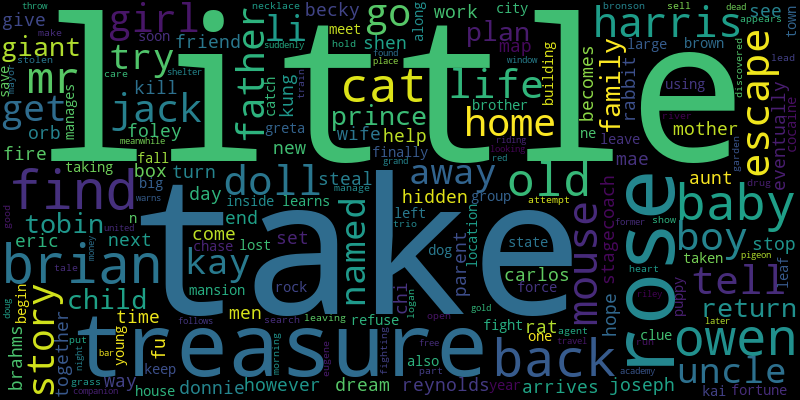 throw
give
girl
necklace
becky
go
work
city
bronson
sell
dead
soon
suddenly
meet
along
harris
appears
see
town
make
li
hold
plan
large
brown
stolen
giant
try
friend
shen
map
building
save
mr
care
shelter
father
catch
found
place
window
becomes
rabbit
discovered
lead
little
cat
life
escape
manages
kill
kung
train
brother
family
using
cocaine
get
jack
prince
home
ne
river
orb
foley
greta
wife
help
riding
leave
mother
eventually
mayor
meanwhile
fire
fall
new
finally
looking
mae
garden
taking
box
turn
grand
red
aunt
drug
find
big
doll
steal
away
old
rose
baby
good
warns
day
inside
learns
manage
hidden
group
attempt
former
show
tobin
n
end
named
left
location
mouse
stagecoach
boy
pigeon
united
come
trio
state
taken
stop
eric
next
chase
lost
set
parent
dog
heart
leaf
brian
kay
take
carlos
tell
tale
money
mansion
rock
chi
force
puppy
riley
story
child
logan
hope
return
doug
begin
time
men
leaving
open
gold
fight
rat
agent
clue
later
together
young
follows
search
refuse
one
travel
run
owen
put
bar
fu
go
treasure
free
back
brahms
night
way
keep
morning
eugene
fighting
also
part
uncle
grass
house
donnie
however
dream
reynolds
year
arrives
joseph
academy
kai
fortune
companion